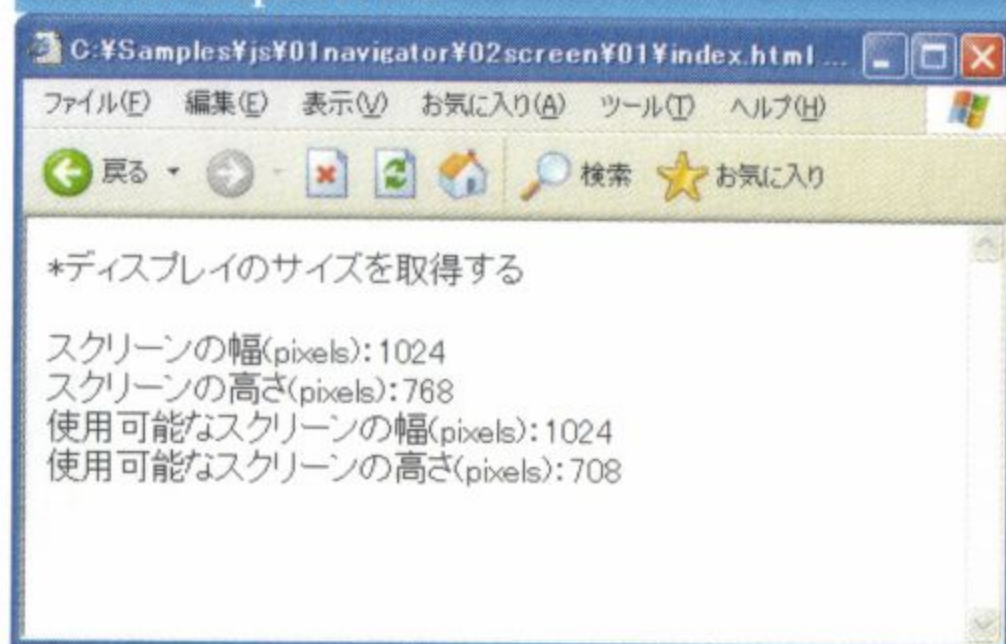 C:¥Samples¥js¥01navigator¥02screen¥01¥index.html ...
ファイル(F) 編集(E) 表示(V) お気に入り(A) ツール(T) ヘルプ(H)
戻る 検索 お気に入り
*ディスプレイのサイズを取得する
スクリーンの幅(pixels):1024
スクリーンの高さ(pixels):768
使用可能なスクリーンの幅(pixels):1024
使用可能なスクリーンの高さ(pixels):708